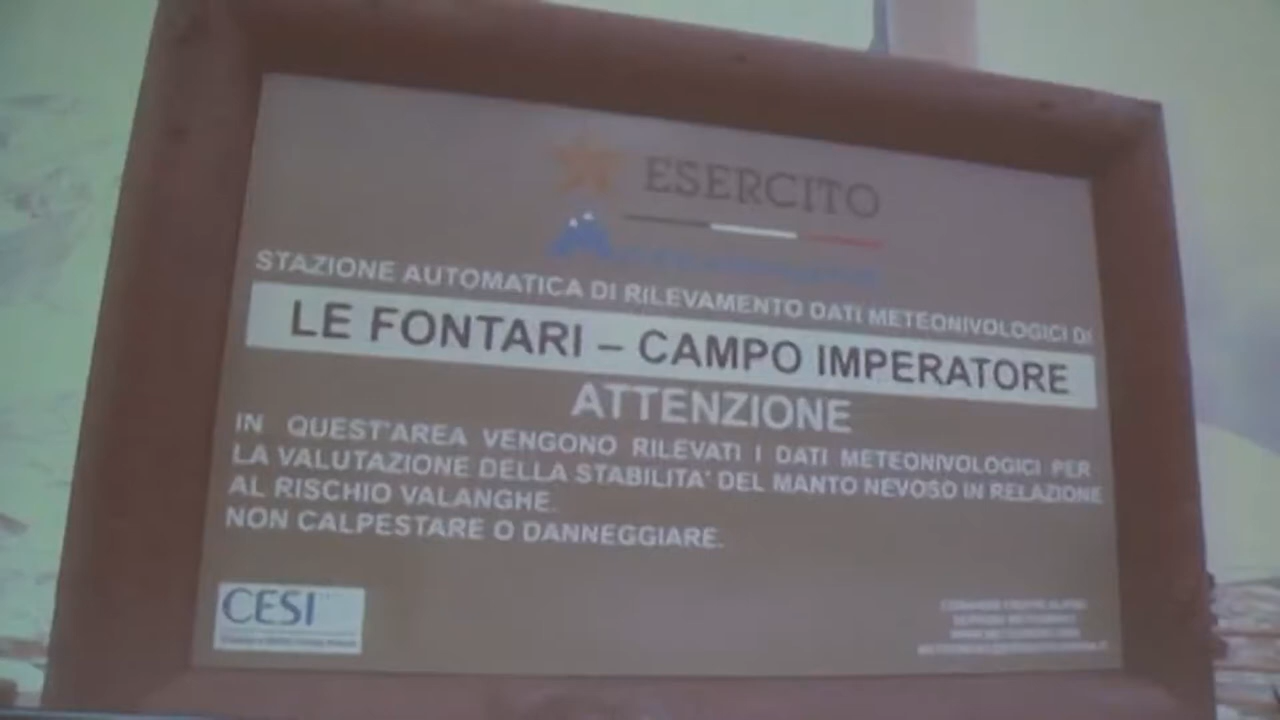 ESERCITO
STAZIONE AUTOMATICA DI RILEVAMENTO DATI METEONIVOLOGICI DI
LE FONTARI – CAMPO IMPERATORE
ATTENZIONE
IN QUEST'AREA VENGONO RILEVATI I DATI METEONIVOLOGICI PER
LA VALUTAZIONE DELLA STABILITA' DEL MANTO NEVOSO IN RELAZIONE
AL RISCHIO VALANGHE.
NON CALPESTARE O DANNEGGIARE.
CESI